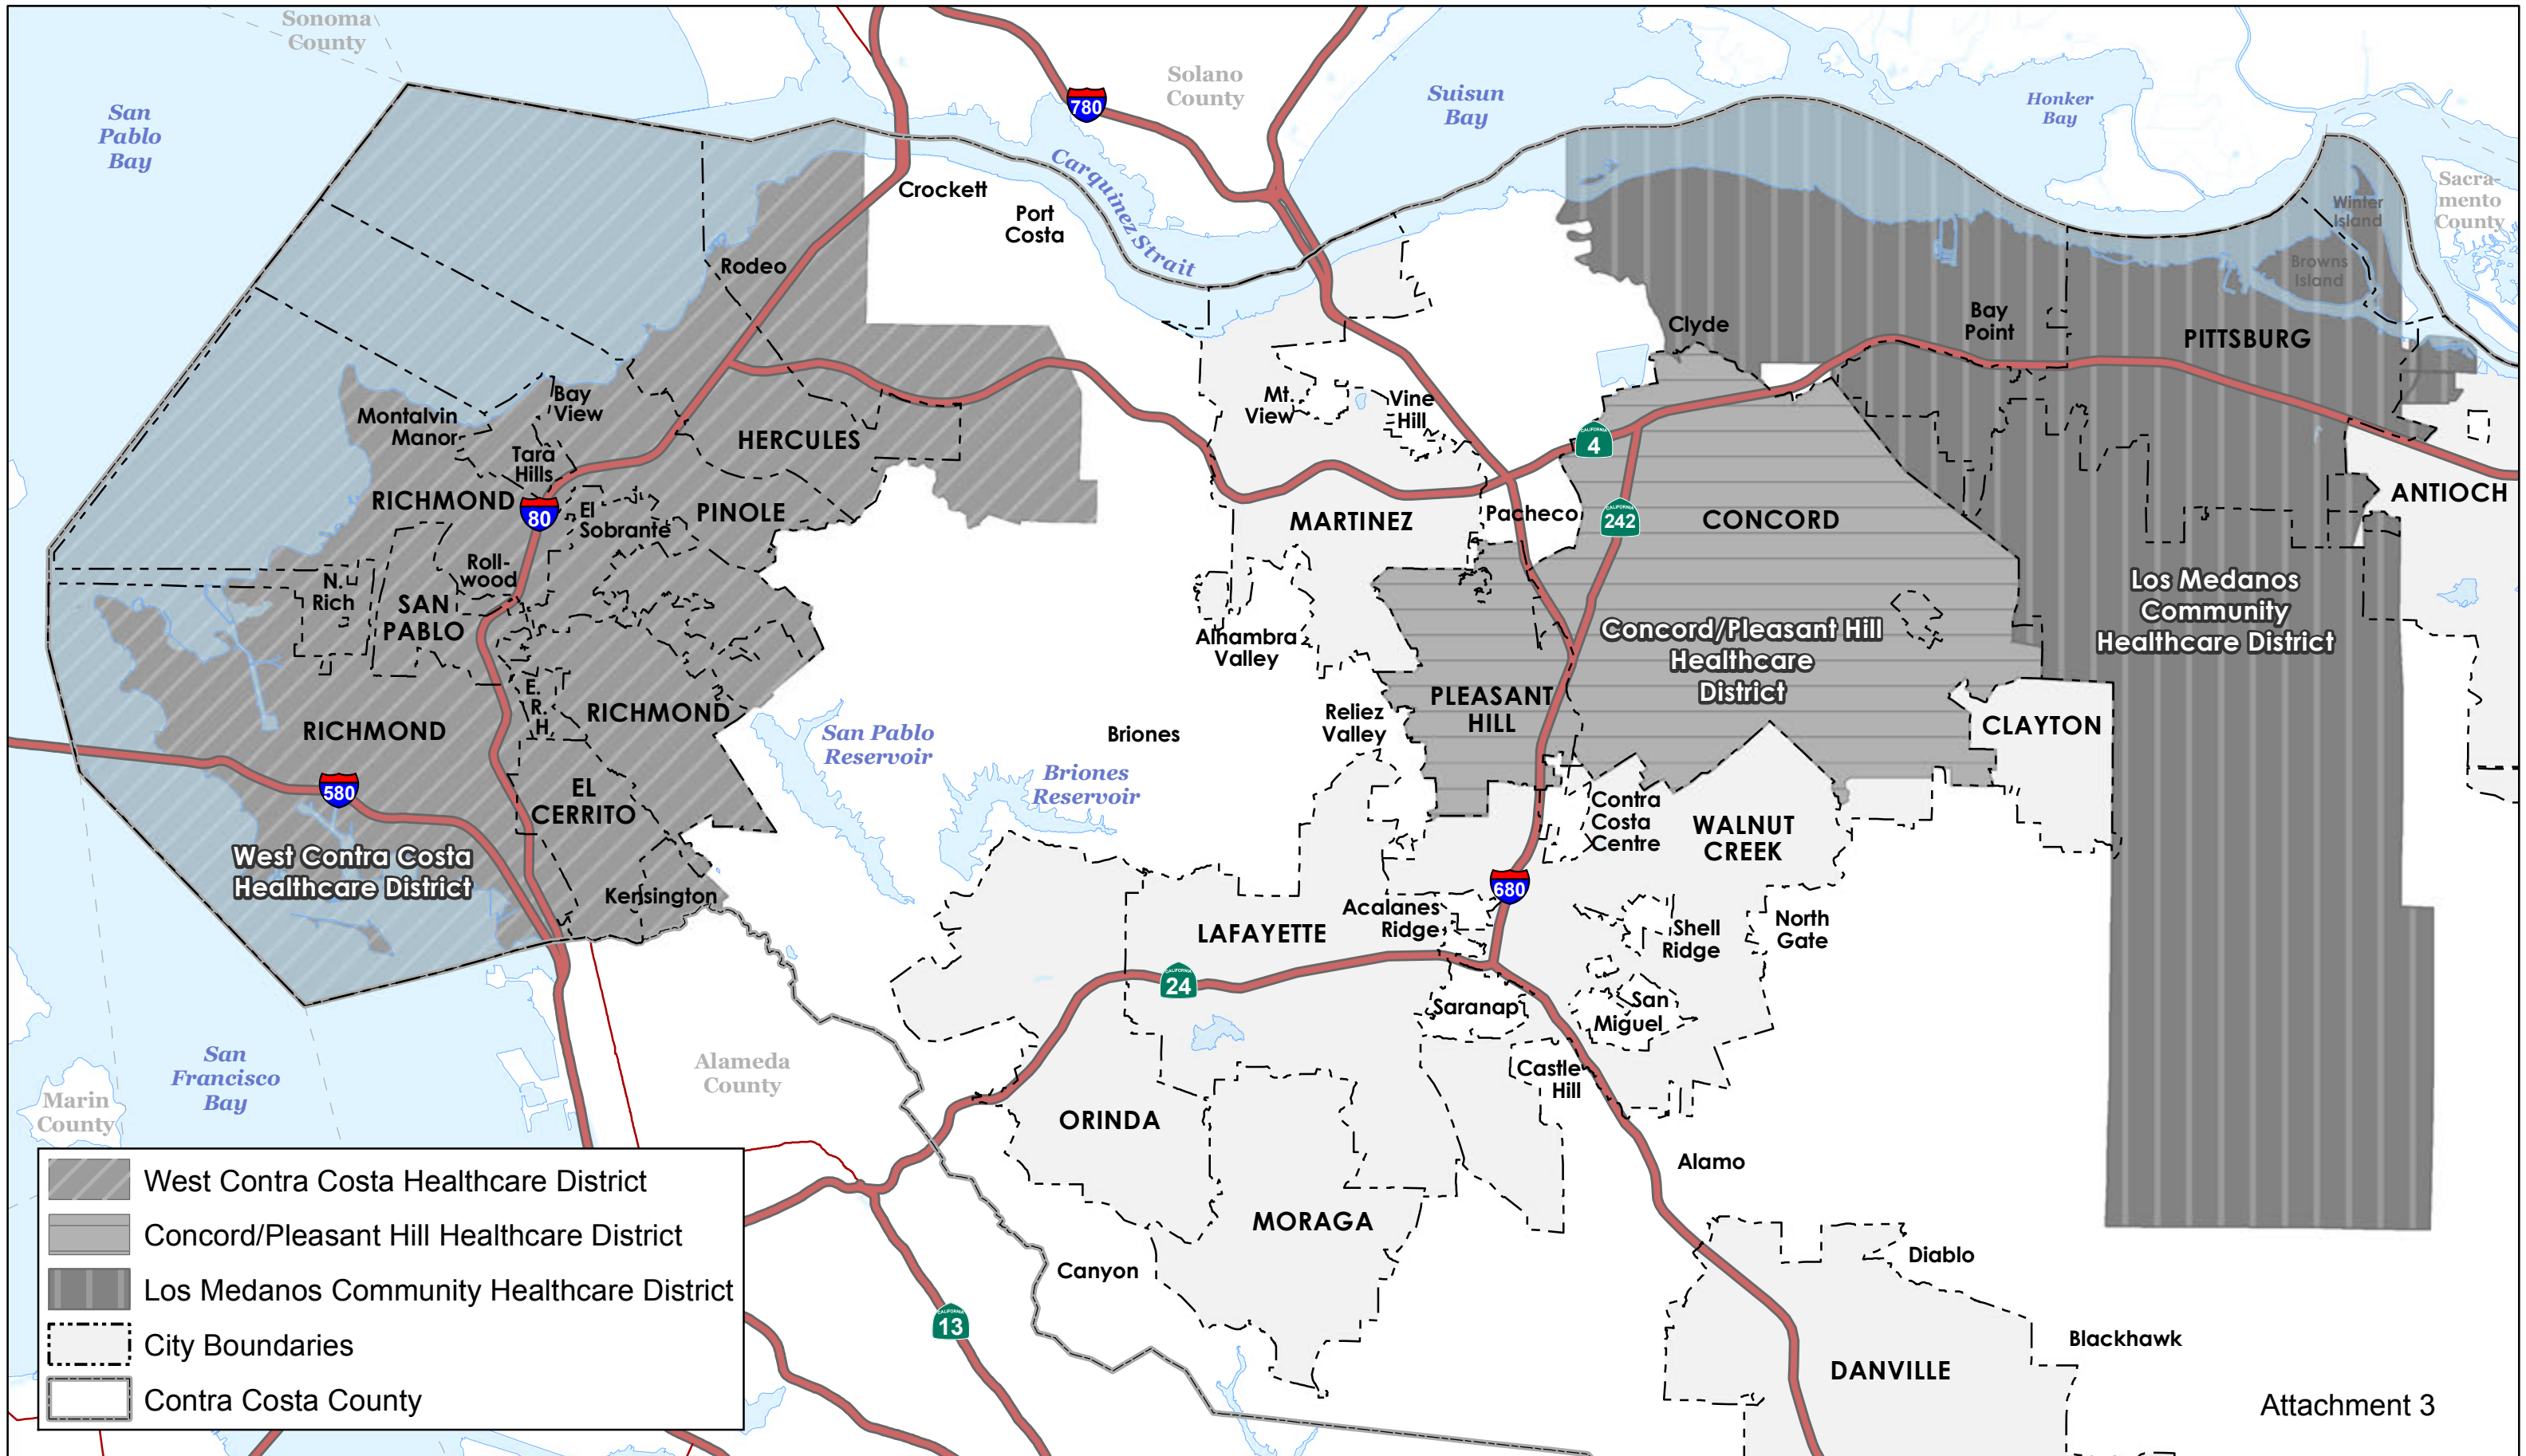 Sonoma
County
San
Pablo
Bay
780
Solano
County
Suisun
Bay
Honker
Bay
Carquinez Strait
Crockett
Port
Costa
Winter
Island
Sacra-
mento
County
Browns
Island
Rodeo
Clyde
Bay
Point
PITTSBURG
Bay
View
Montalvin
Manor
Tara
Hills
HERCULES
Mt.
View
Vine
Hill
CALIFORNIA
4
RICHMOND
80
El
Sobrante
PINOLE
MARTINEZ
Pacheco
CALIFORNIA
242
CONCORD
ANTIOCH
N.
Rich
SAN
PABLO
Roll-
wood
Alhambra
Valley
Concord/Pleasant Hill
Healthcare
District
Los Medanos
Community
Healthcare District
E.
R.
H.
RICHMOND
RICHMOND
San Pablo
Reservoir
Briones
Reliez
Valley
PLEASANT
HILL
CLAYTON
580
EL
CERRITO
Briones
Reservoir
Contra
Costa
Centre
WALNUT
CREEK
West Contra Costa
Healthcare District
Kensington
680
Acalanes
Ridge
LAFAYETTE
Shell
Ridge
North
Gate
CALIFORNIA
24
Saranap
San
Miguel
San
Francisco
Bay
Marin
County
Alameda
County
Castle
Hill
ORINDA
Alamo
MORAGA
Canyon
Diablo
CALIFORNIA
13
Blackhawk
DANVILLE
West Contra Costa Healthcare District
Concord/Pleasant Hill Healthcare District
Los Medanos Community Healthcare District
City Boundaries
Contra Costa County
Attachment 3